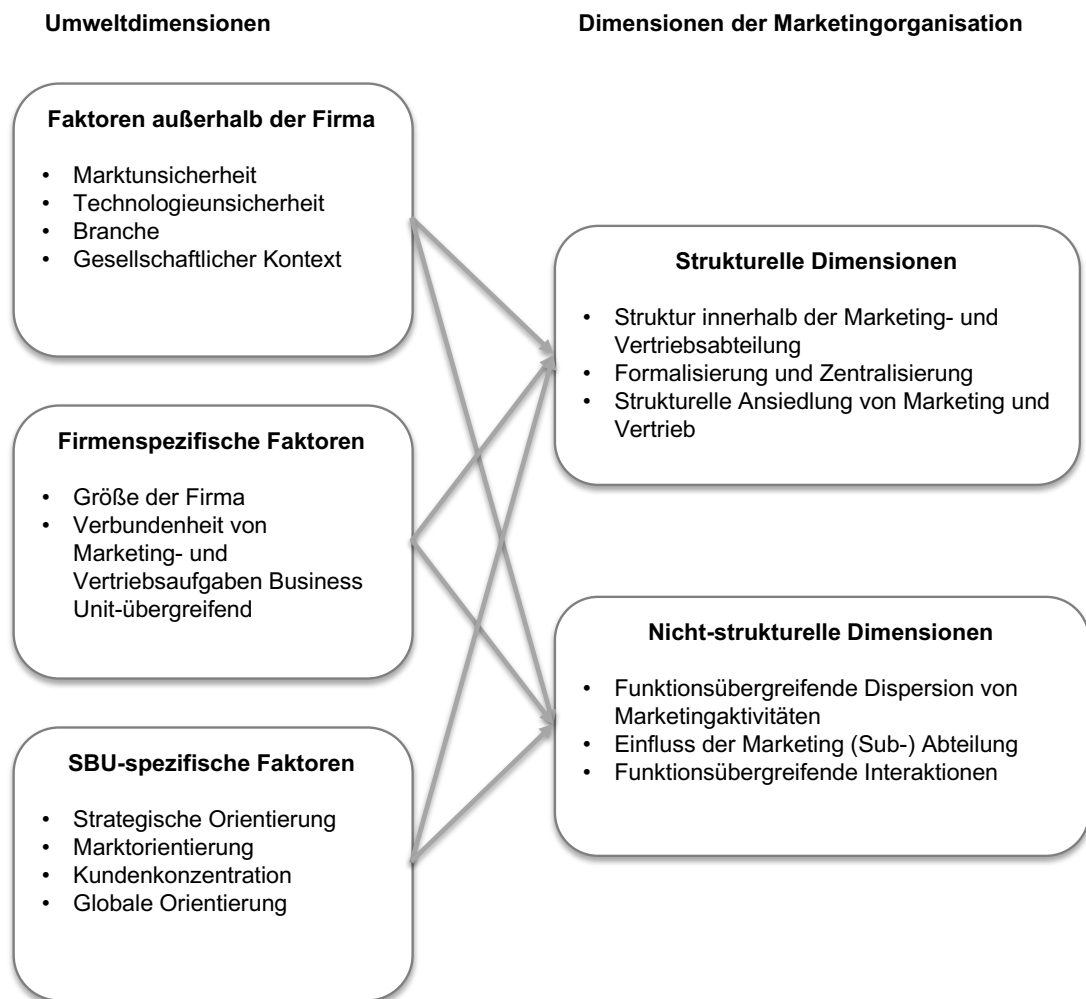 Umweltdimensionen
Dimensionen der Marketingorganisation
Faktoren außerhalb der Firma
• Marktunsicherheit
• Technologieunsicherheit
• Branche
• Gesellschaftlicher Kontext
Firmenspezifische Faktoren
• Größe der Firma
• Verbundenheit von
Marketing- und
Vertriebsaufgaben Business
Unit-übergreifend
SBU-spezifische Faktoren
• Strategische Orientierung
• Marktorientierung
• Kundenkonzentration
• Globale Orientierung
Strukturelle Dimensionen
• Struktur innerhalb der Marketing- und
Vertriebsabteilung
• Formalisierung und Zentralisierung
• Strukturelle Ansiedlung von Marketing und
Vertrieb
Nicht-strukturelle Dimensionen
• Funktionsübergreifende Dispersion von
Marketingaktivitäten
• Einfluss der Marketing (Sub-) Abteilung
• Funktionsübergreifende Interaktionen